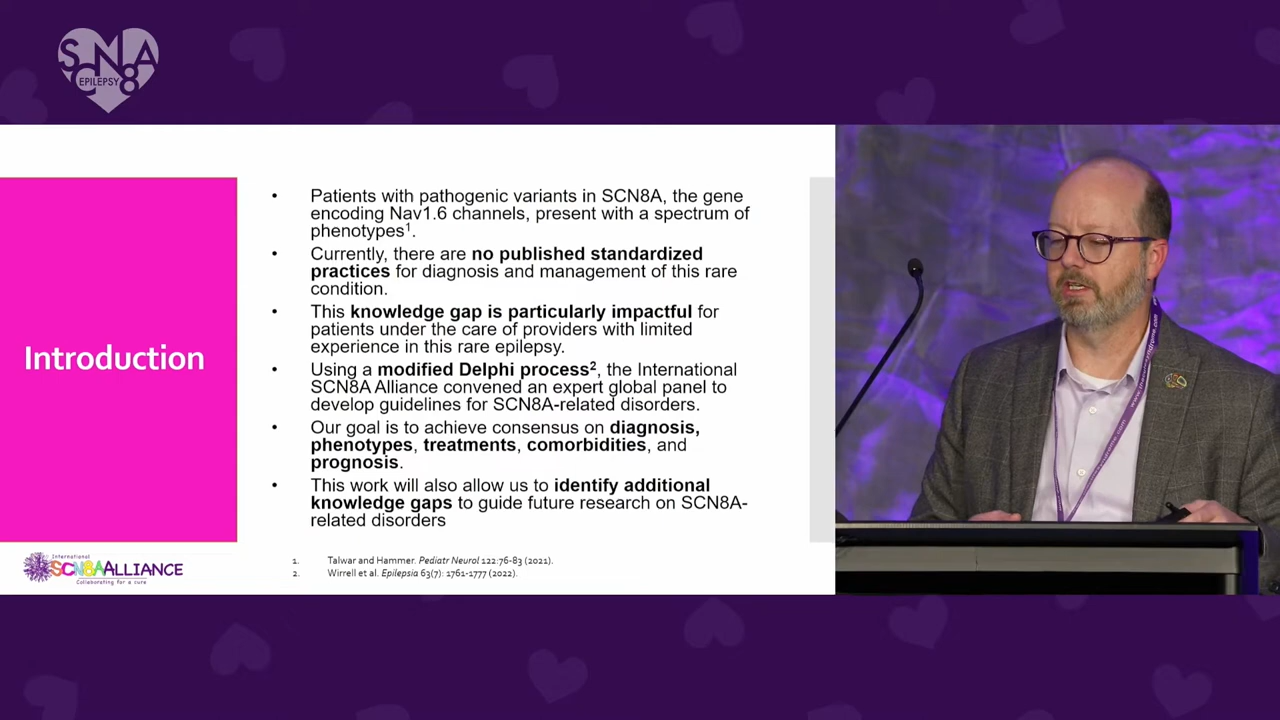 SCN8A
EPILEPSY
Patients with pathogenic variants in SCN8A, the gene
encoding Nav1.6 channels, present with a spectrum of
phenotypes1.
Currently, there are no published standardized
practices for diagnosis and management of this rare
condition.
This knowledge gap is particularly impactful for
patients under the care of providers with limited
experience in this rare epilepsy.
Introduction
Using a modified Delphi process2, the International
SCN8A Alliance convened an expert global panel to
develop guidelines for SCN8A-related disorders.
Our goal is to achieve consensus on diagnosis,
phenotypes, treatments, comorbidities, and
prognosis.
This work will also allow us to identify additional
knowledge gaps to guide future research on SCN8A-
related disorders
International
SCN8AALLIANCE
Collaborating for a cure
1. Talwar and Hammer. Pediatr Neurol 122:76-83 (2021).
2. Wirrell et al. Epilepsia 63(7): 1761-1777 (2022).